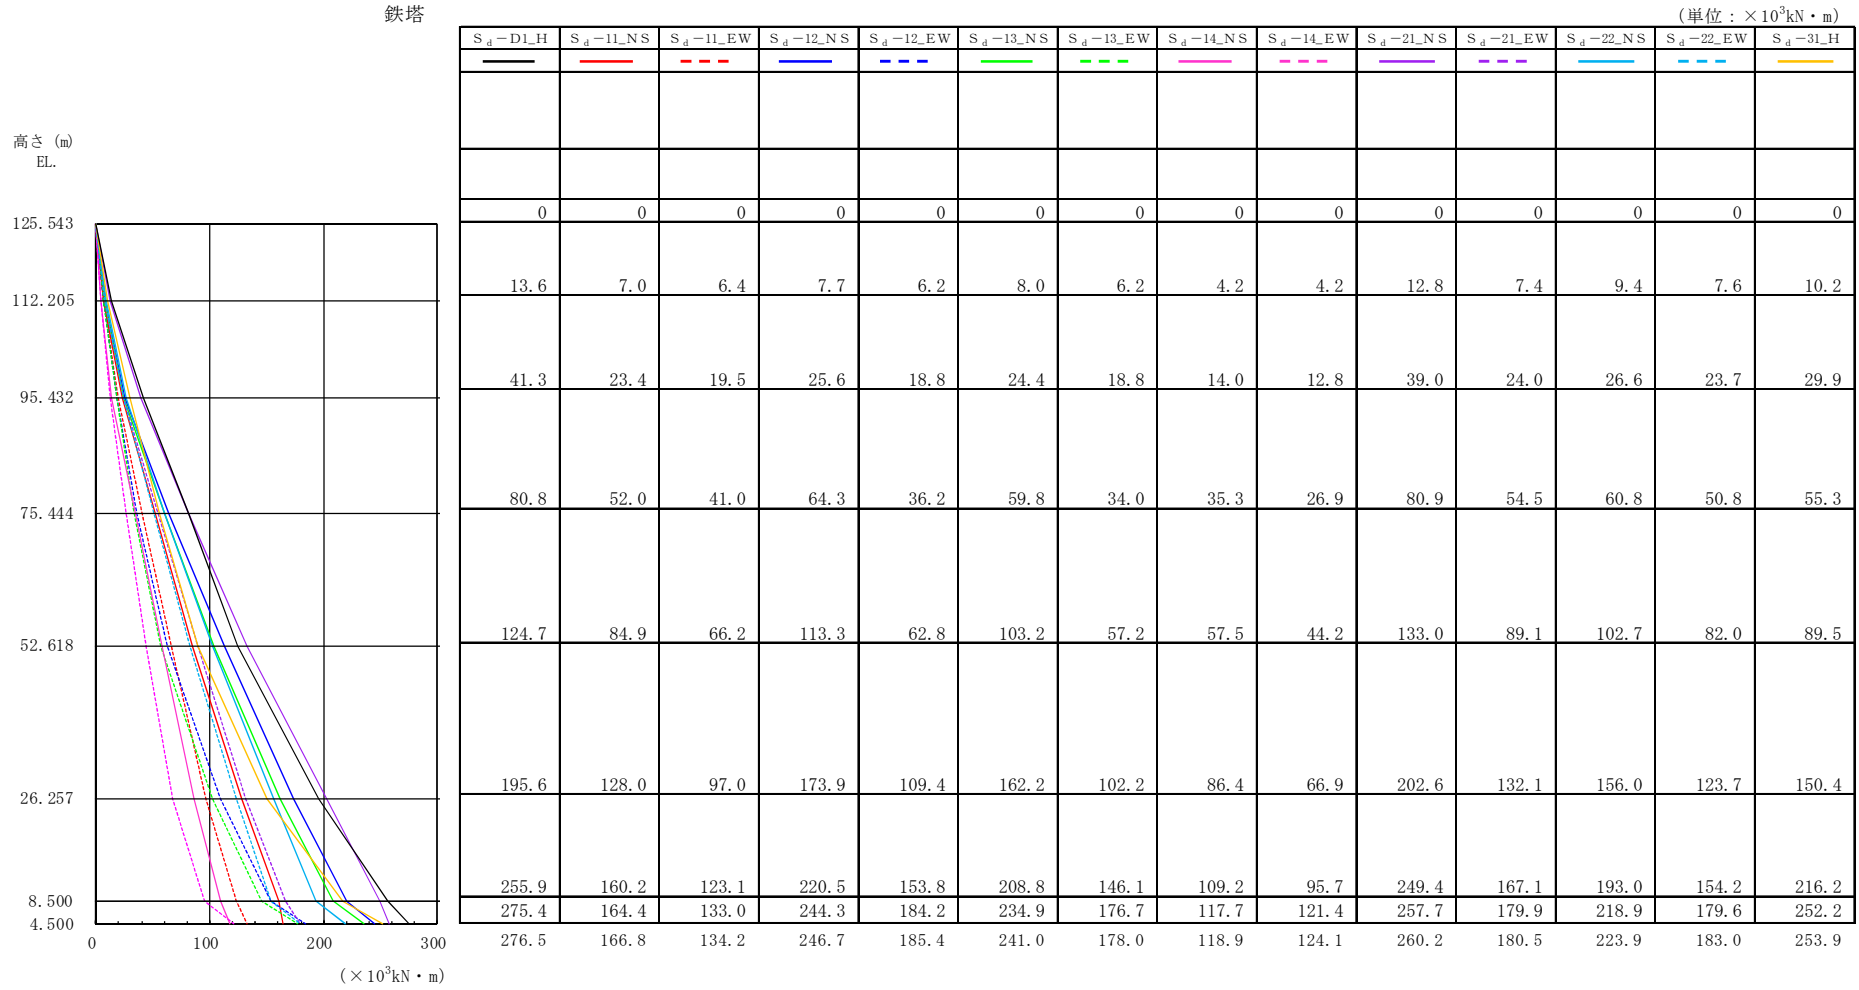 鉄塔
(単位：×10³kN・m)
Sd－D1_H Sd－11_NS Sd－11_EW Sd－12_NS Sd－12_EW Sd－13_NS Sd－13_EW Sd－14_NS Sd－14_EW Sd－21_NS Sd－21_EW Sd－22_NS Sd－22_EW Sd－31_H
高さ(m)
EL.
0 0 0 0 0 0 0 0 0 0 0 0 0 0
125.543
13.6 7.0 6.4 7.7 6.2 8.0 6.2 4.2 4.2 12.8 7.4 9.4 7.6 10.2
112.205
41.3 23.4 19.5 25.6 18.8 24.4 18.8 14.0 12.8 39.0 24.0 26.6 23.7 29.9
95.432
80.8 52.0 41.0 64.3 36.2 59.8 34.0 35.3 26.9 80.9 54.5 60.8 50.8 55.3
75.444
124.7 84.9 66.2 113.3 62.8 103.2 57.2 57.5 44.2 133.0 89.1 102.7 82.0 89.5
52.618
195.6 128.0 97.0 173.9 109.4 162.2 102.2 86.4 66.9 202.6 132.1 156.0 123.7 150.4
26.257
255.9 160.2 123.1 220.5 153.8 208.8 146.1 109.2 95.7 249.4 167.1 193.0 154.2 216.2
8.500
275.4 164.4 133.0 244.3 184.2 234.9 176.7 117.7 121.4 257.7 179.9 218.9 179.6 252.2
4.500
276.5 166.8 134.2 246.7 185.4 241.0 178.0 118.9 124.1 260.2 180.5 223.9 183.0 253.9
0 100 200 300
(×10³kN・m)